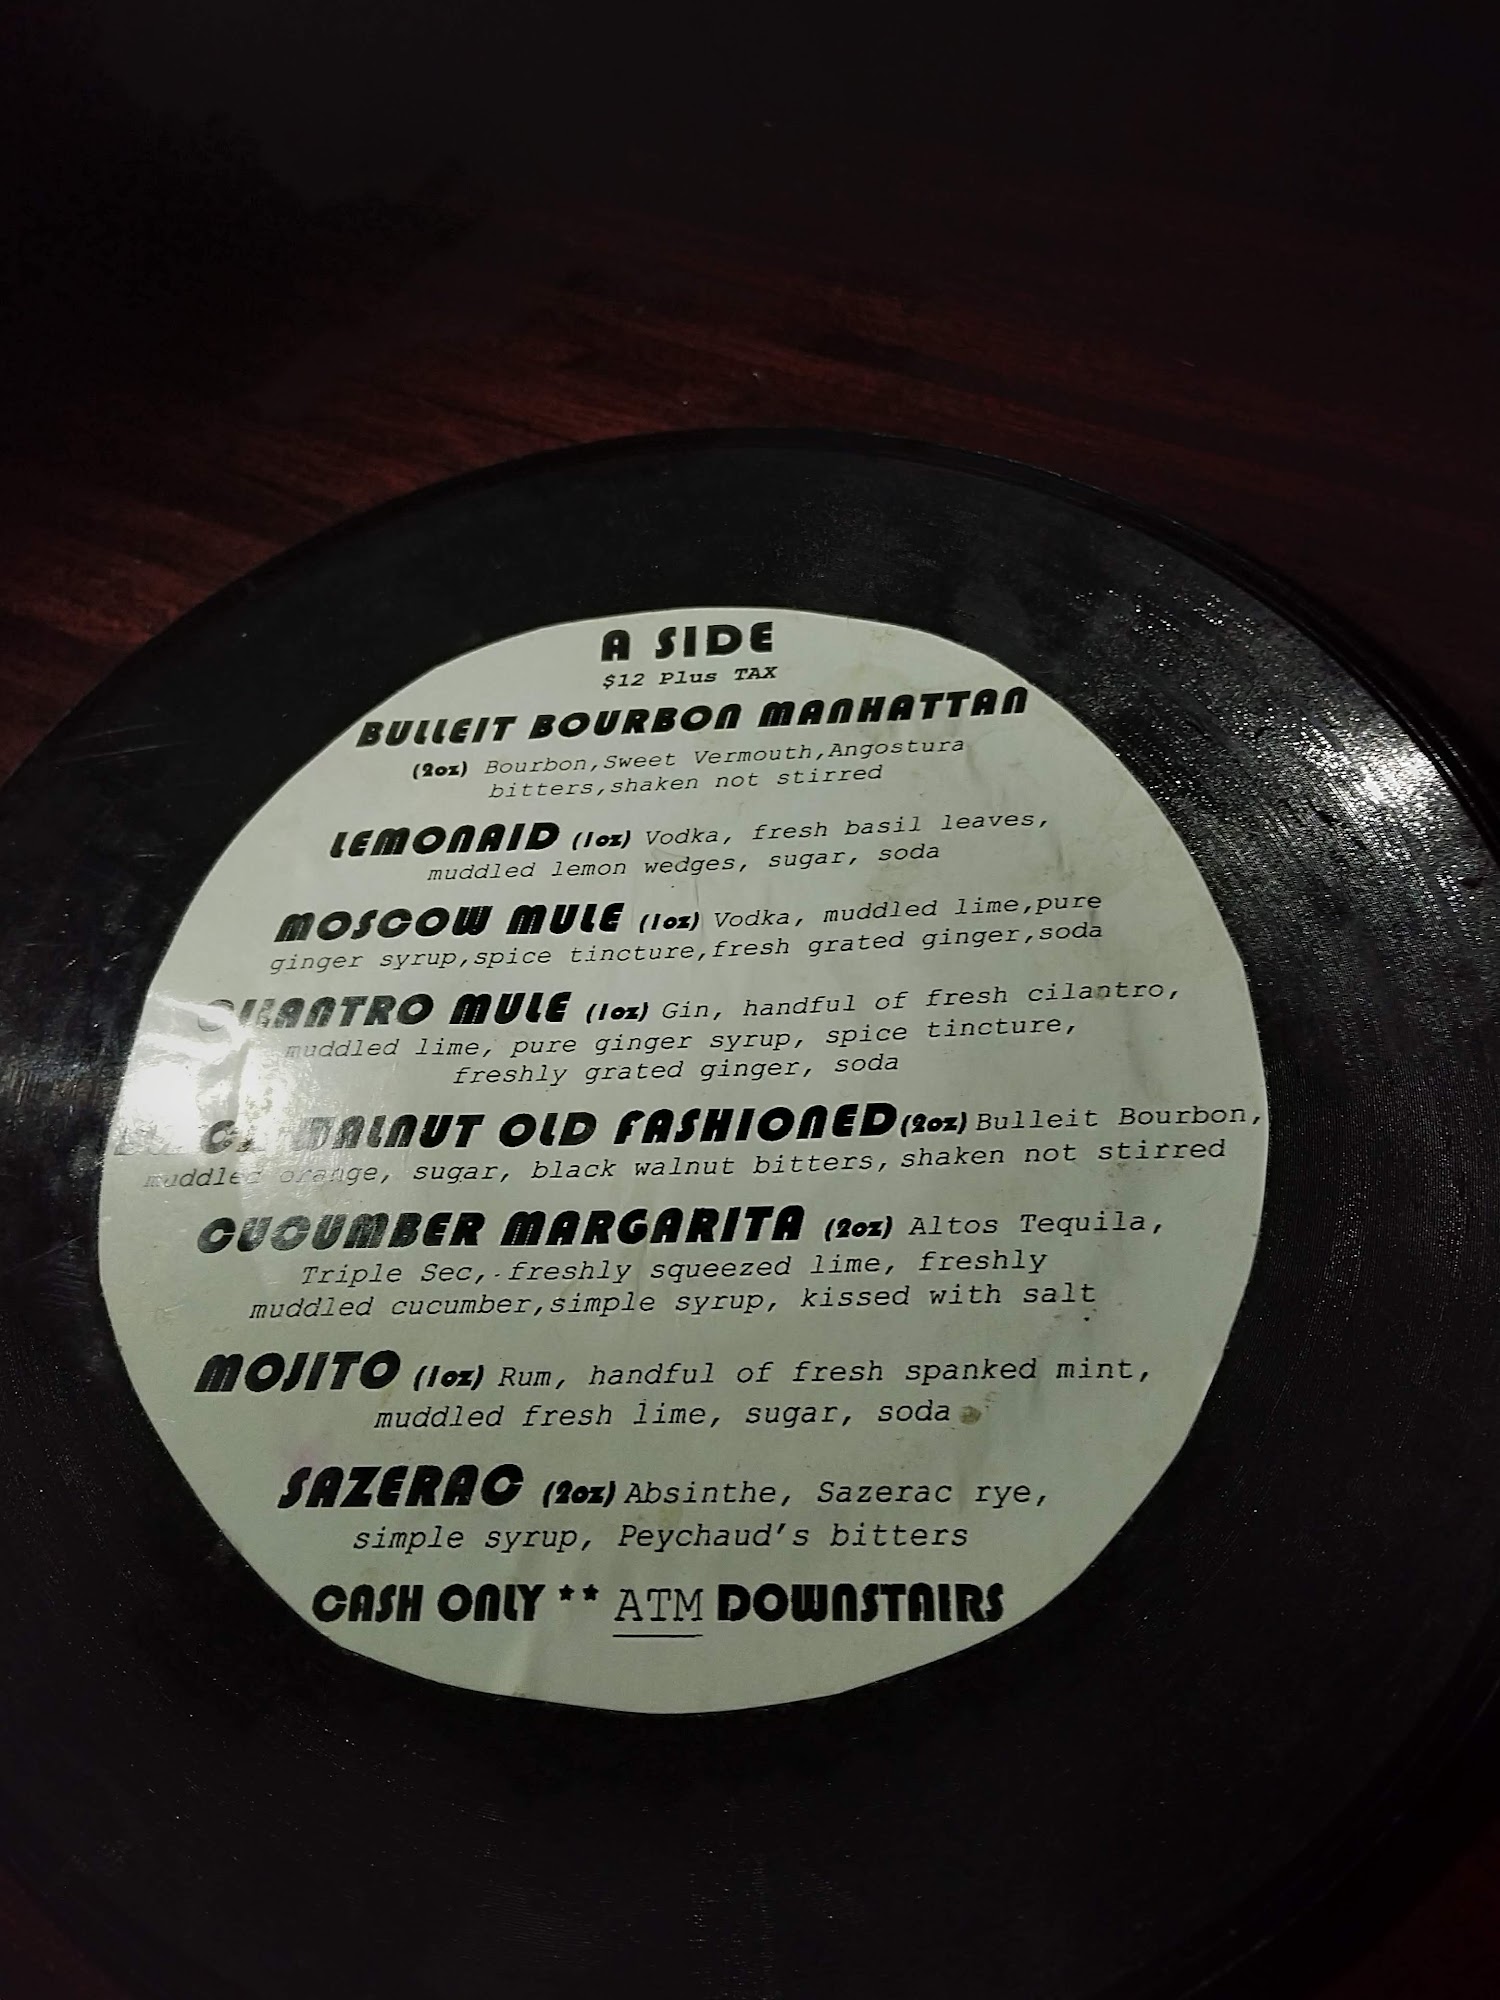 A SIDE
$12 Plus TAX
BULLEIT BOURBON MANHATTAN
(2oz) Bourbon,Sweet Vermouth,Angostura
bitters,shaken not stirred
LEMONAID (1oz) Vodka, fresh basil leaves,
muddled lemon wedges, sugar, soda
MOSCOW MULE (1oz) Vodka, muddled lime,pure
ginger syrup,spice tincture,fresh grated ginger,soda
CILANTRO MULE (1oz) Gin, handful of fresh cilantro,
muddled lime, pure ginger syrup, spice tincture,
freshly grated ginger, soda
BLACK WALNUT OLD FASHIONED(2oz) Bulleit Bourbon,
muddled orange, sugar, black walnut bitters, shaken not stirred
CUCUMBER MARGARITA (2oz) Altos Tequila,
Triple Sec, freshly squeezed lime, freshly
muddled cucumber,simple syrup, kissed with salt
MOJITO (1oz) Rum, handful of fresh spanked mint,
muddled fresh lime, sugar, soda
SAZERAC (2oz) Absinthe, Sazerac rye,
simple syrup, Peychaud's bitters
CASH ONLY ** ATM DOWNSTAIRS